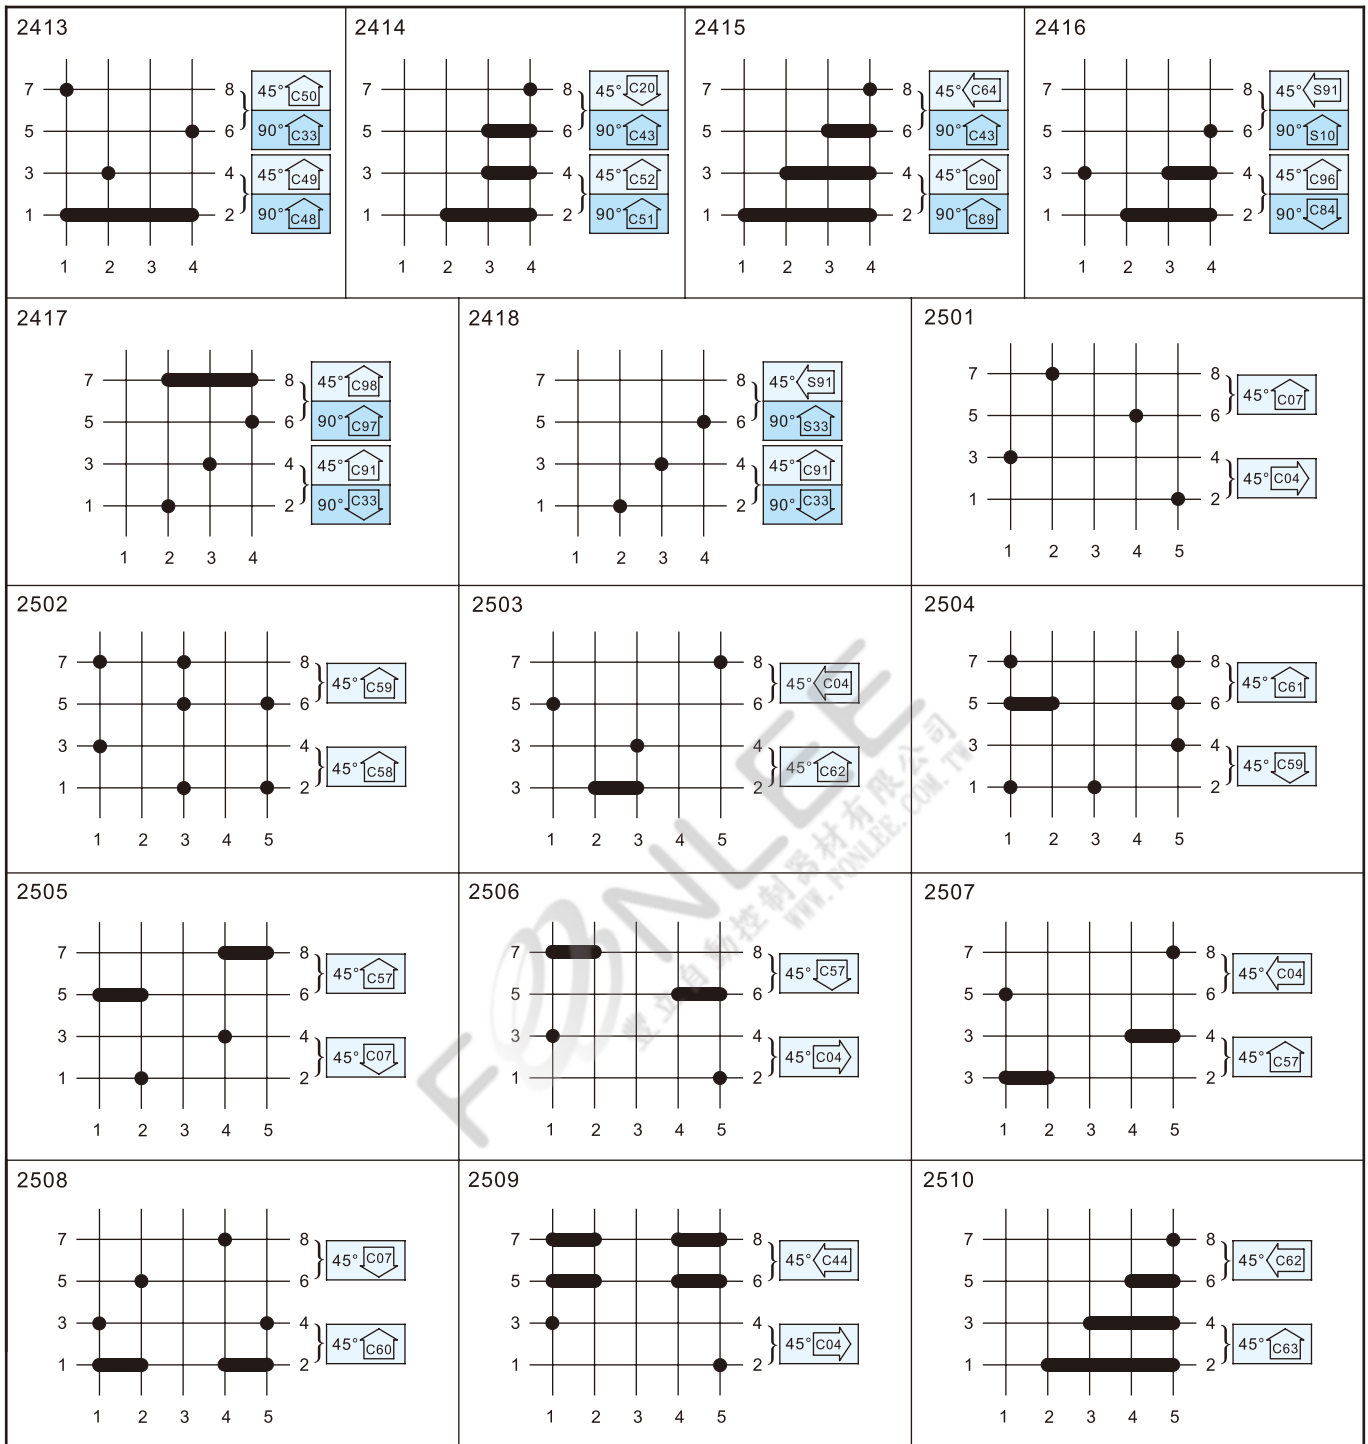 2413
7 8 45° C50
5 6 90° C33
3 4 45° C49
1 2 90° C48
1 2 3 4
2414
7 8 45° C20
5 6 90° C43
3 4 45° C52
1 2 90° C51
1 2 3 4
2415
7 8 45° C64
5 6 90° C43
3 4 45° C90
1 2 90° C89
1 2 3 4
2416
7 8 45° S91
5 6 90° S10
3 4 45° C96
1 2 90° C84
1 2 3 4
2417
7 8 45° C98
5 6 90° C97
3 4 45° C91
1 2 90° C33
1 2 3 4
2418
7 8 45° S91
5 6 90° S33
3 4 45° C91
1 2 90° C33
1 2 3 4
2501
7 8
45° C07
5 6
3 4
45° C04
1 2
1 2 3 4 5
2502
7 8
45° C59
5 6
3 4
45° C58
1 2
1 2 3 4 5
2503
7 8
45° C04
5 6
3 4
45° C62
3 2
1 2 3 4 5
2504
7 8
45° C61
5 6
3 4
45° C59
1 2
1 2 3 4 5
2505
7 8
45° C57
5 6
3 4
45° C07
1 2
1 2 3 4 5
2506
7 8
45° C57
5 6
3 4
45° C04
1 2
1 2 3 4 5
2507
7 8
45° C04
5 6
3 4
45° C57
3 2
1 2 3 4 5
2508
7 8
45° C07
5 6
3 4
45° C60
1 2
1 2 3 4 5
2509
7 8
45° C44
5 6
3 4
45° C04
1 2
1 2 3 4 5
2510
7 8
45° C62
5 6
3 4
45° C63
1 2
1 2 3 4 5
FONLEE
豐立自動控制器材有限公司
WWW.FONLEE.COM.TW